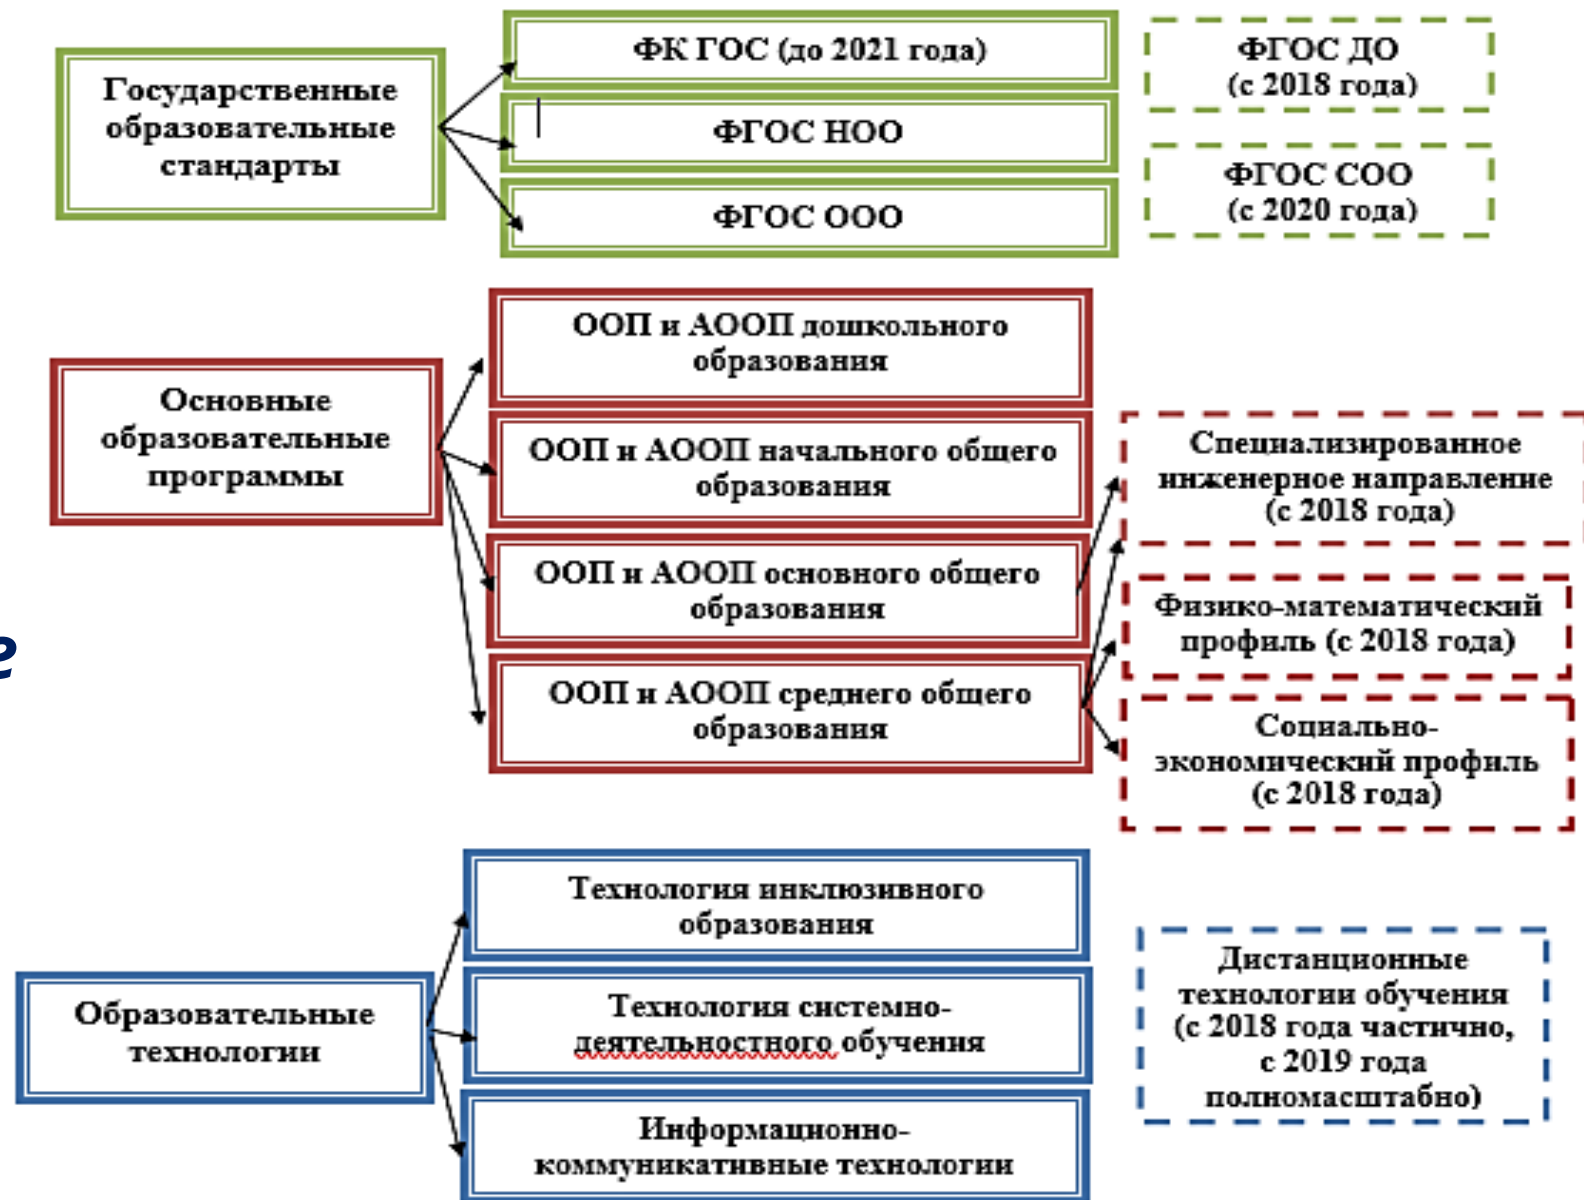 Государственные
образовательные
стандарты
ФК ГОС (до 2021 года)
ФГОС НОО
ФГОС ООО
ФГОС ДО
(с 2018 года)
ФГОС СОО
(с 2020 года)
Основные
образовательные
программы
ООП и АООП дошкольного
образования
ООП и АООП начального общего
образования
ООП и АООП основного общего
образования
ООП и АООП среднего общего
образования
Специализированное
инженерное направление
(с 2018 года)
Физико-математический
профиль (с 2018 года)
Социально-
экономический профиль
(с 2018 года)
е
Образовательные
технологии
Технология инклюзивного
образования
Технология системно-
деятельностного обучения
Информационно-
коммуникативные технологии
Дистанционные
технологии обучения
(с 2018 года частично,
с 2019 года
полномасштабно)